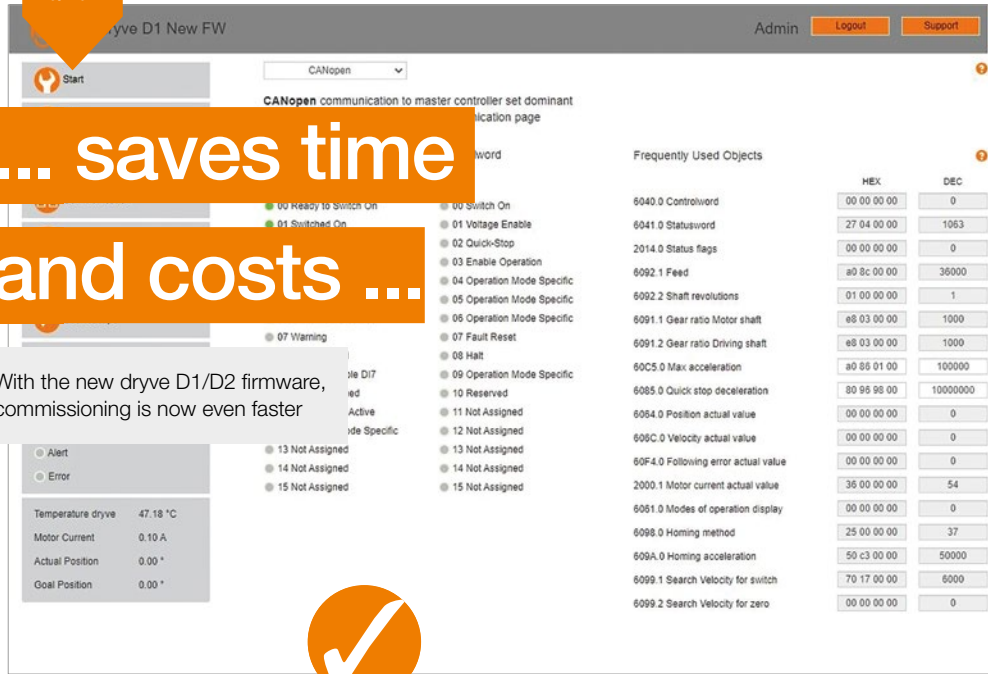 D1 New FW
Admin
Logout
Support
Start
CANopen
CANopen communication to master controller set dominant
page
... saves time
and costs ...
With the new dryve D1/D2 firmware,
commissioning is now even faster
00 Ready to Switch On
01 Switched On
07 Warning
DI7
Active
Specific
13 Not Assigned
14 Not Assigned
15 Not Assigned
00 Switch On
01 Voltage Enable
02 Quick-Stop
03 Enable Operation
04 Operation Mode Specific
05 Operation Mode Specific
06 Operation Mode Specific
07 Fault Reset
08 Halt
09 Operation Mode Specific
10 Reserved
11 Not Assigned
12 Not Assigned
13 Not Assigned
14 Not Assigned
15 Not Assigned
Alert
Error
Temperature dryve 47.18 °C
Motor Current 0.10 A
Actual Position 0.00 °
Goal Position 0.00 °
Frequently Used Objects
HEX DEC
6040.0 Controlword 00 00 00 00 0
6041.0 Statusword 27 04 00 00 1063
2014.0 Status flags 00 00 00 00 0
6092.1 Feed a0 8c 00 00 36000
6092.2 Shaft revolutions 01 00 00 00 1
6091.1 Gear ratio Motor shaft e8 03 00 00 1000
6091.2 Gear ratio Driving shaft e8 03 00 00 1000
60C5.0 Max acceleration a0 86 01 00 100000
6085.0 Quick stop deceleration 80 96 98 00 10000000
6064.0 Position actual value 00 00 00 00 0
606C.0 Velocity actual value 00 00 00 00 0
60F4.0 Following error actual value 00 00 00 00 0
2000.1 Motor current actual value 36 00 00 00 54
6061.0 Modes of operation display 00 00 00 00 0
6098.0 Homing method 25 00 00 00 37
609A.0 Homing acceleration 50 c3 00 00 50000
6099.1 Search Velocity for switch 70 17 00 00 6000
6099.2 Search Velocity for zero 00 00 00 00 0